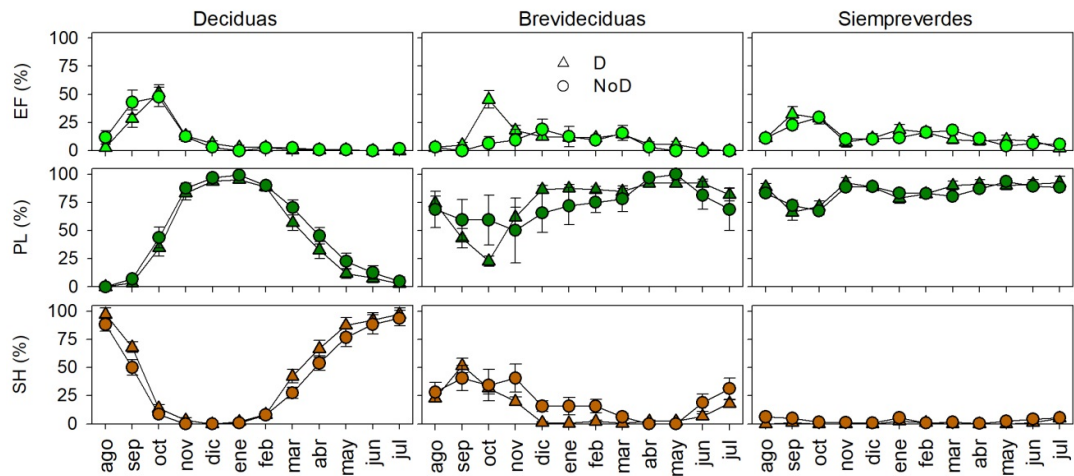 Deciduas Brevideciduas Siempreverdes
EF (%)
100
75
50
25
0
D
NoD
PL (%)
100
75
50
25
0
SH (%)
100
75
50
25
0
ago sep oct nov dic ene feb mar abr may jun jul
ago sep oct nov dic ene feb mar abr may jun jul
ago sep oct nov dic ene feb mar abr may jun jul